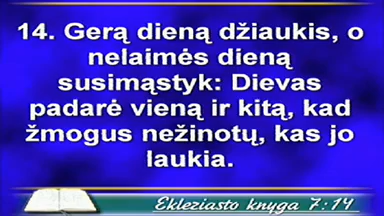 14. Gerą dieną džiaukis, o
nelaimės dieną
susimąstyk: Dievas
padarė vieną ir kitą, kad
žmogus nežinotų, kas jo
laukia.
Ekleziasto knyga 7:14